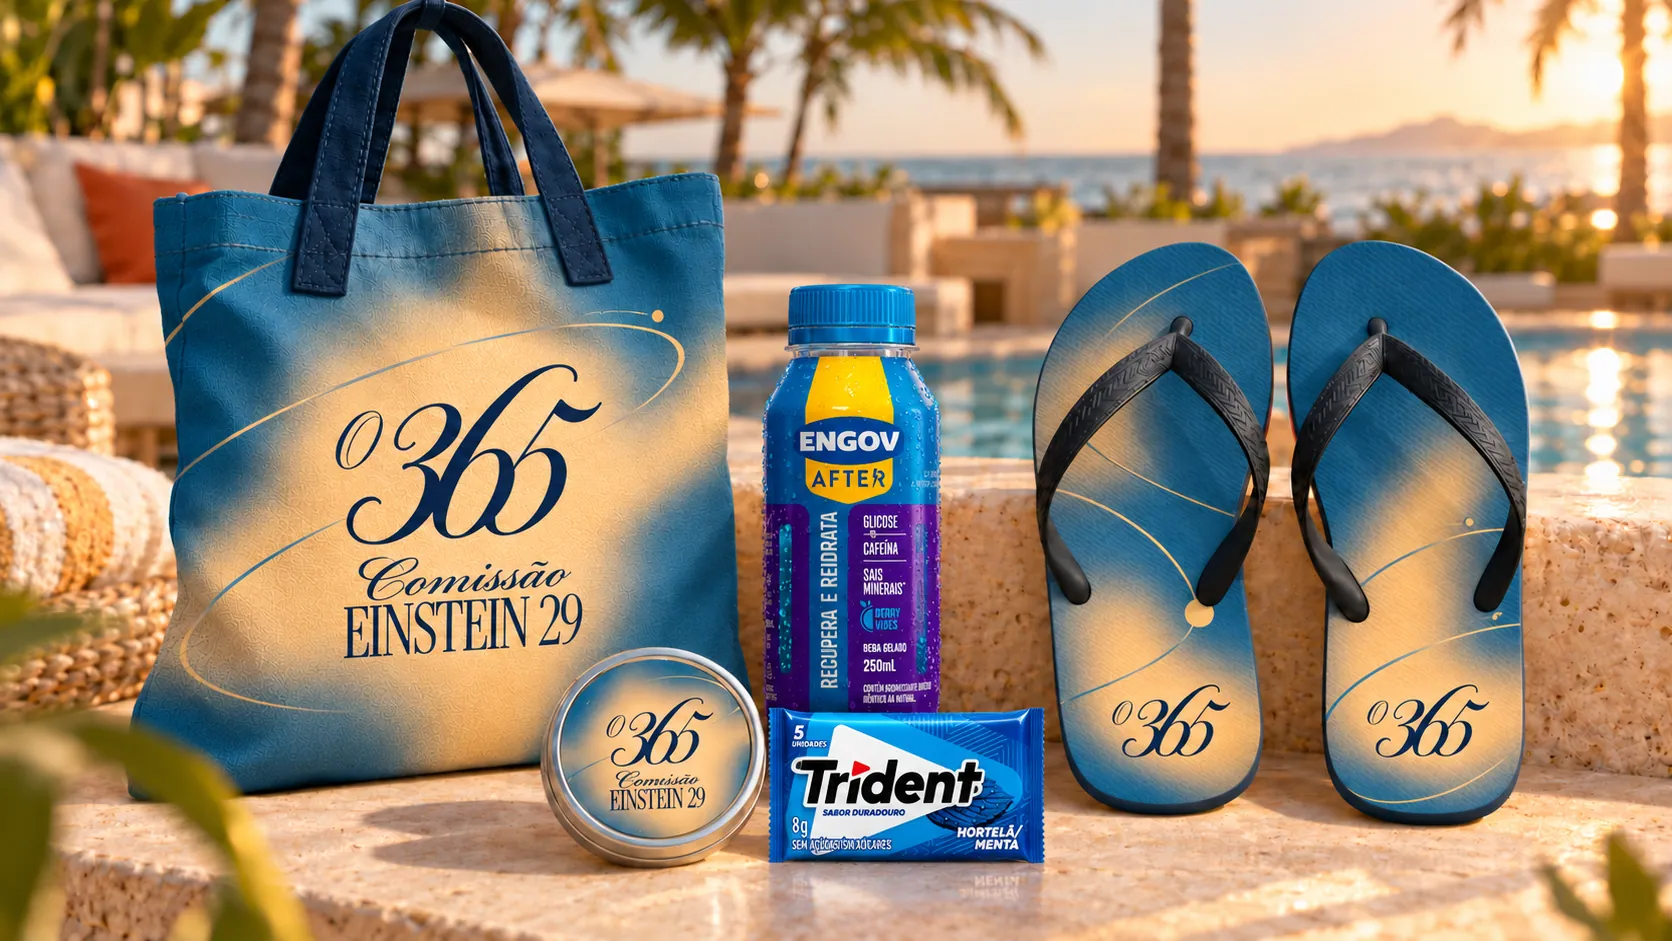 O 365
Comissão
EINSTEIN 29
O 365
Comissão
EINSTEIN 29
ENGOV
AFTER
RECUPERA E REIDRATA
GLICOSE
CAFEÍNA
SAIS
MINERAIS*
BERRY
VIBES
BEBA GELADO
250mL
5
UNIDADES
Trident
SABOR DURADOURO
8g
HORTELÃ/
MENTA
O 365
O 365